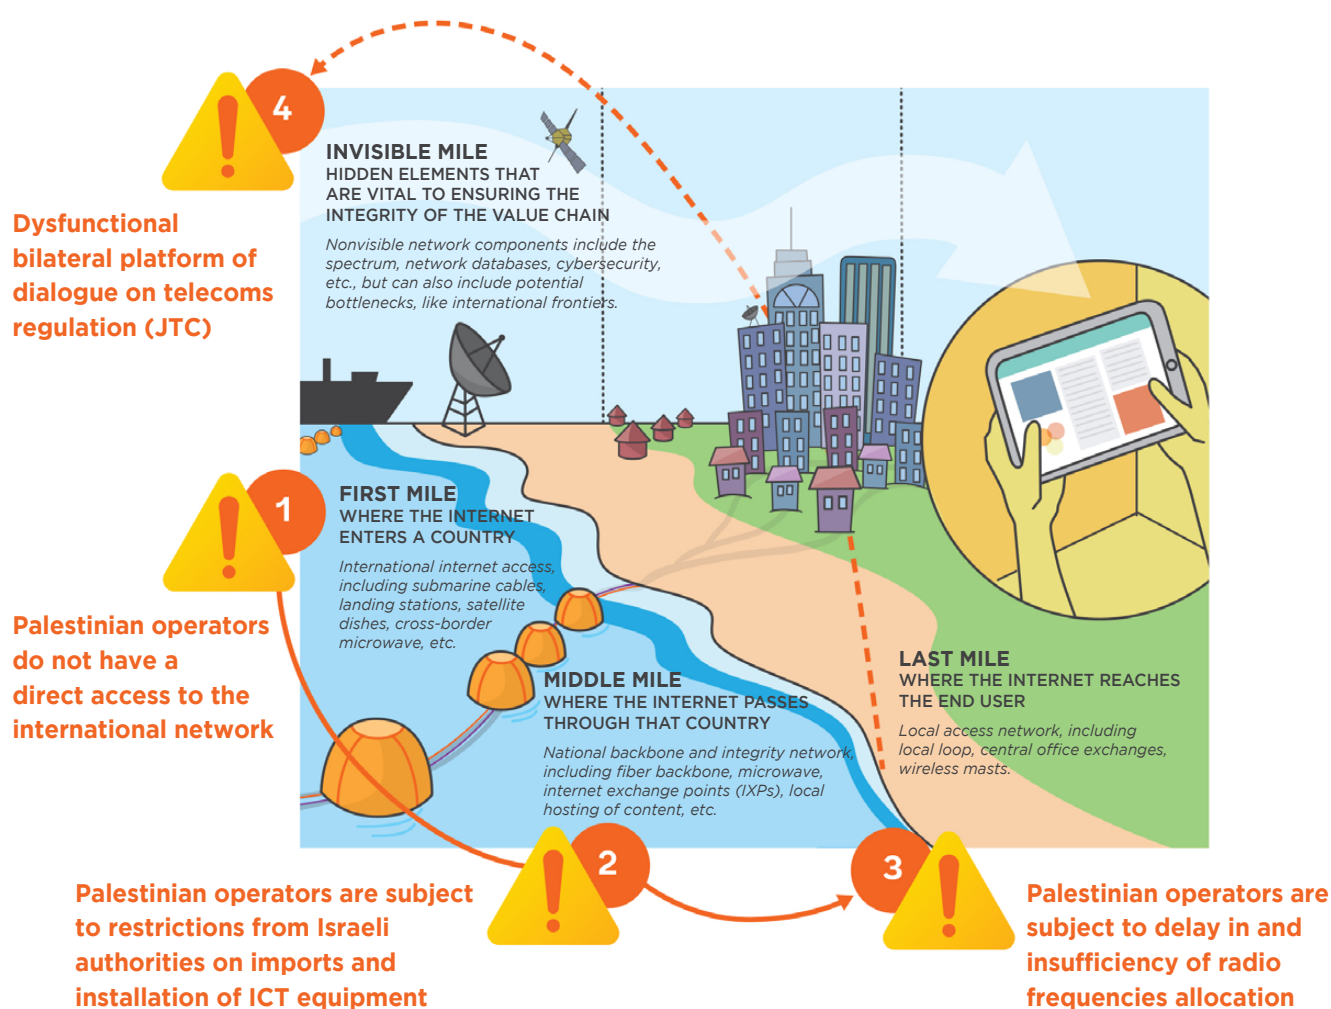 4
Dysfunctional
bilateral platform of
dialogue on telecoms
regulation (JTC)
INVISIBLE MILE
HIDDEN ELEMENTS THAT
ARE VITAL TO ENSURING THE
INTEGRITY OF THE VALUE CHAIN
Nonvisible network components include the
spectrum, network databases, cybersecurity,
etc., but can also include potential
bottlenecks, like international frontiers.
1
Palestinian operators
do not have a
direct access to the
international network
FIRST MILE
WHERE THE INTERNET
ENTERS A COUNTRY
International internet access,
including submarine cables,
landing stations, satellite
dishes, cross-border
microwave, etc.
MIDDLE MILE
WHERE THE INTERNET PASSES
THROUGH THAT COUNTRY
National backbone and integrity network,
including fiber backbone, microwave,
internet exchange points (IXPs), local
hosting of content, etc.
LAST MILE
WHERE THE INTERNET REACHES
THE END USER
Local access network, including
local loop, central office exchanges,
wireless masts.
2
Palestinian operators are subject
to restrictions from Israeli
authorities on imports and
installation of ICT equipment
3
Palestinian operators are
subject to delay in and
insufficiency of radio
frequencies allocation